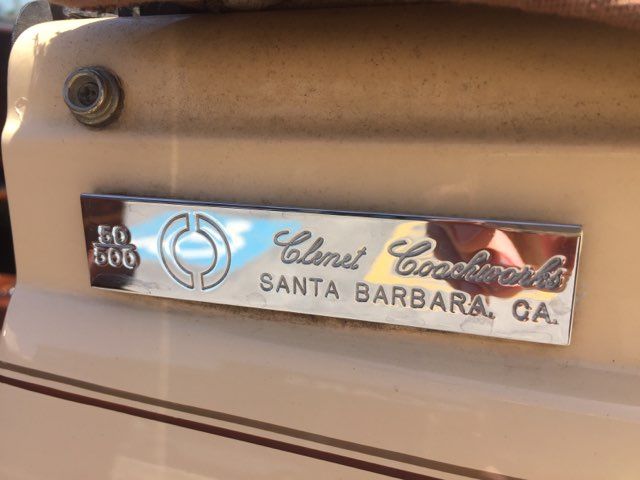 50
500
Clenet Coachworks
SANTA BARBARA, CA.